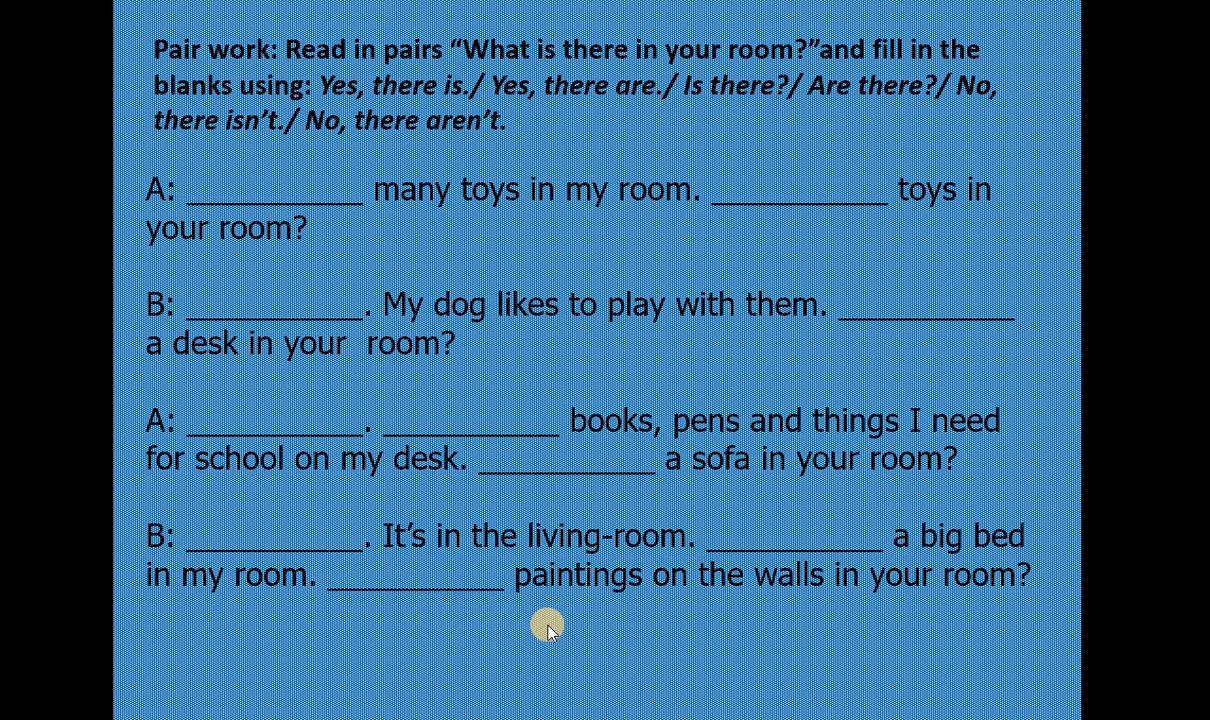 Pair work: Read in pairs “What is there in your room?”and fill in the
blanks using: Yes, there is./ Yes, there are./ Is there?/ Are there?/ No,
there isn’t./ No, there aren’t.
A: ___________ many toys in my room. ___________ toys in
your room?
B: ___________. My dog likes to play with them. ___________
a desk in your room?
A: ___________. ___________ books, pens and things I need
for school on my desk. ___________ a sofa in your room?
B: ___________. It’s in the living-room. ___________ a big bed
in my room. ___________ paintings on the walls in your room?